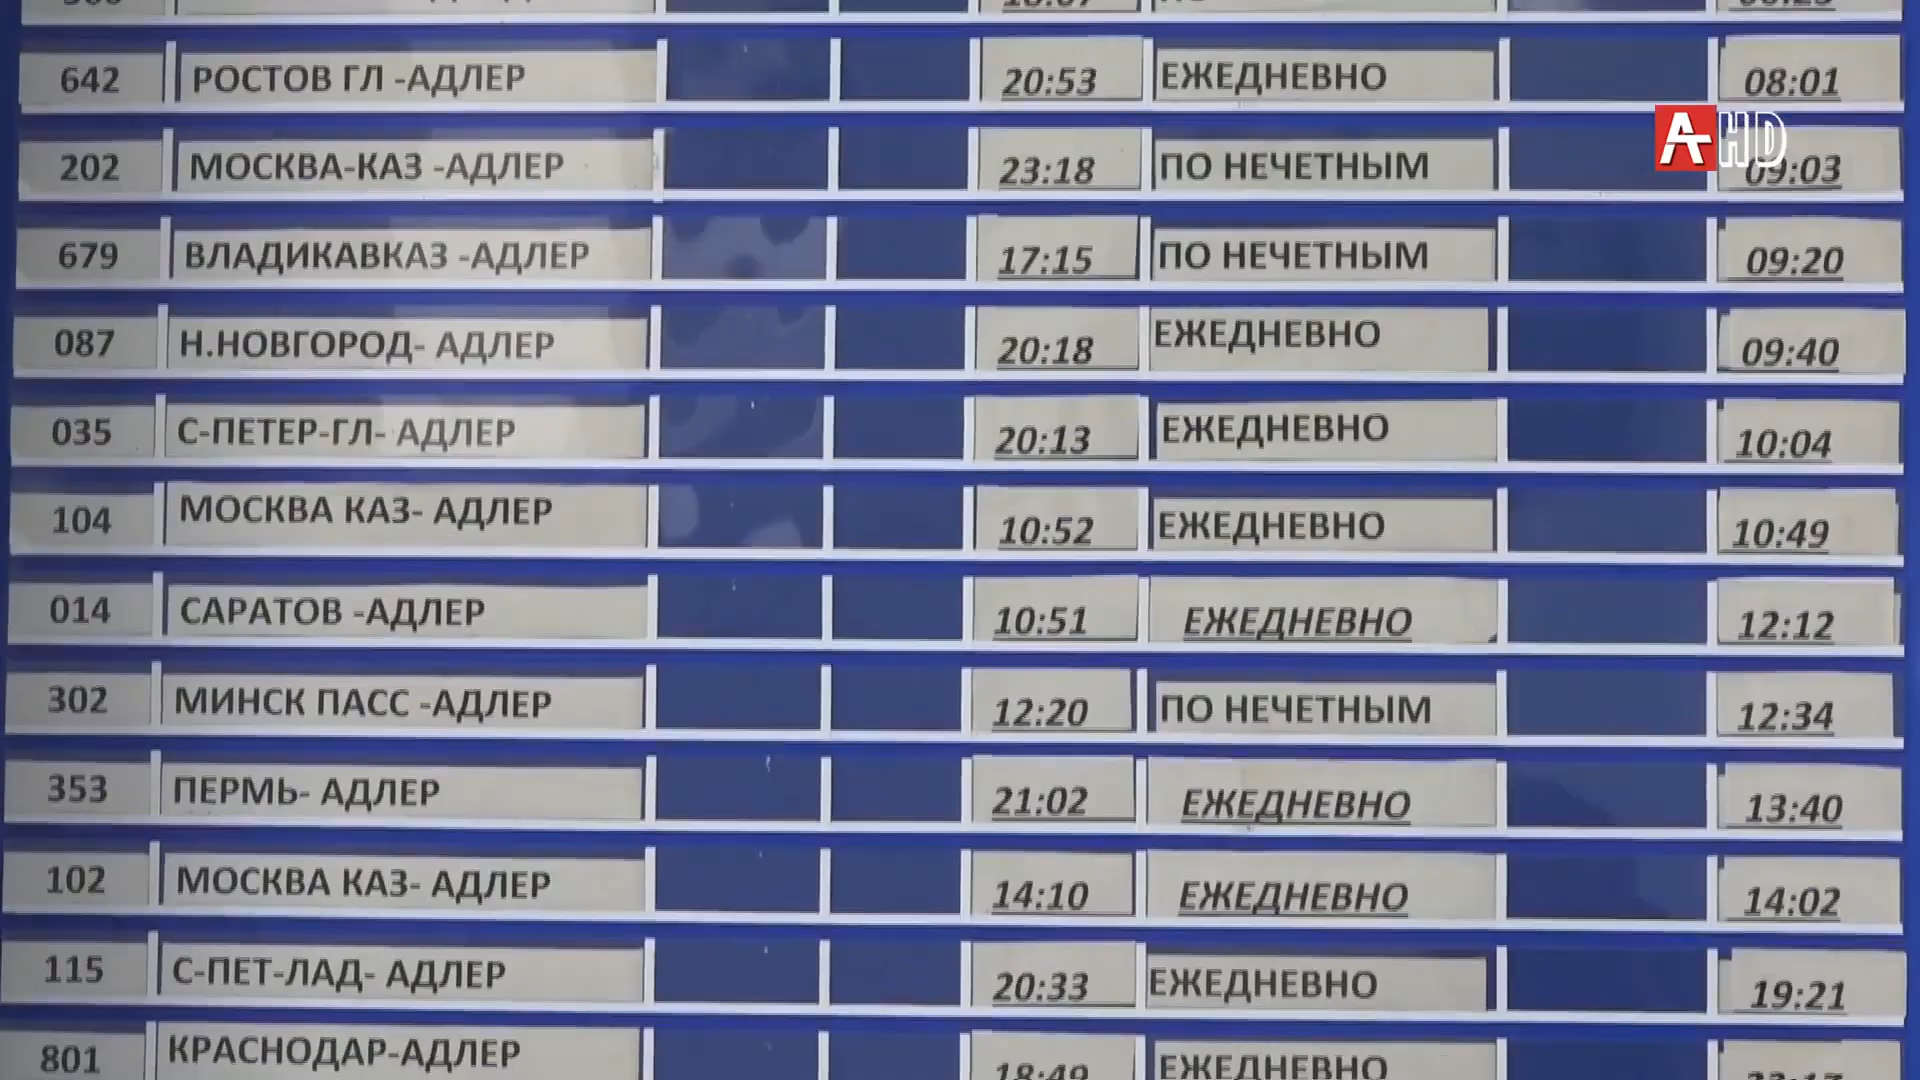 642 РОСТОВ ГЛ -АДЛЕР 20:53 ЕЖЕДНЕВНО 08:01
A HD
202 МОСКВА-КАЗ -АДЛЕР 23:18 ПО НЕЧЕТНЫМ 09:03
679 ВЛАДИКАВКАЗ -АДЛЕР 17:15 ПО НЕЧЕТНЫМ 09:20
087 Н.НОВГОРОД- АДЛЕР 20:18 ЕЖЕДНЕВНО 09:40
035 С-ПЕТЕР-ГЛ- АДЛЕР 20:13 ЕЖЕДНЕВНО 10:04
104 МОСКВА КАЗ- АДЛЕР 10:52 ЕЖЕДНЕВНО 10:49
014 САРАТОВ -АДЛЕР 10:51 ЕЖЕДНЕВНО 12:12
302 МИНСК ПАСС -АДЛЕР 12:20 ПО НЕЧЕТНЫМ 12:34
353 ПЕРМЬ- АДЛЕР 21:02 ЕЖЕДНЕВНО 13:40
102 МОСКВА КАЗ- АДЛЕР 14:10 ЕЖЕДНЕВНО 14:02
115 С-ПЕТ-ЛАД- АДЛЕР 20:33 ЕЖЕДНЕВНО 19:21
801 КРАСНОДАР-АДЛЕР 18:49 ЕЖЕДНЕВНО